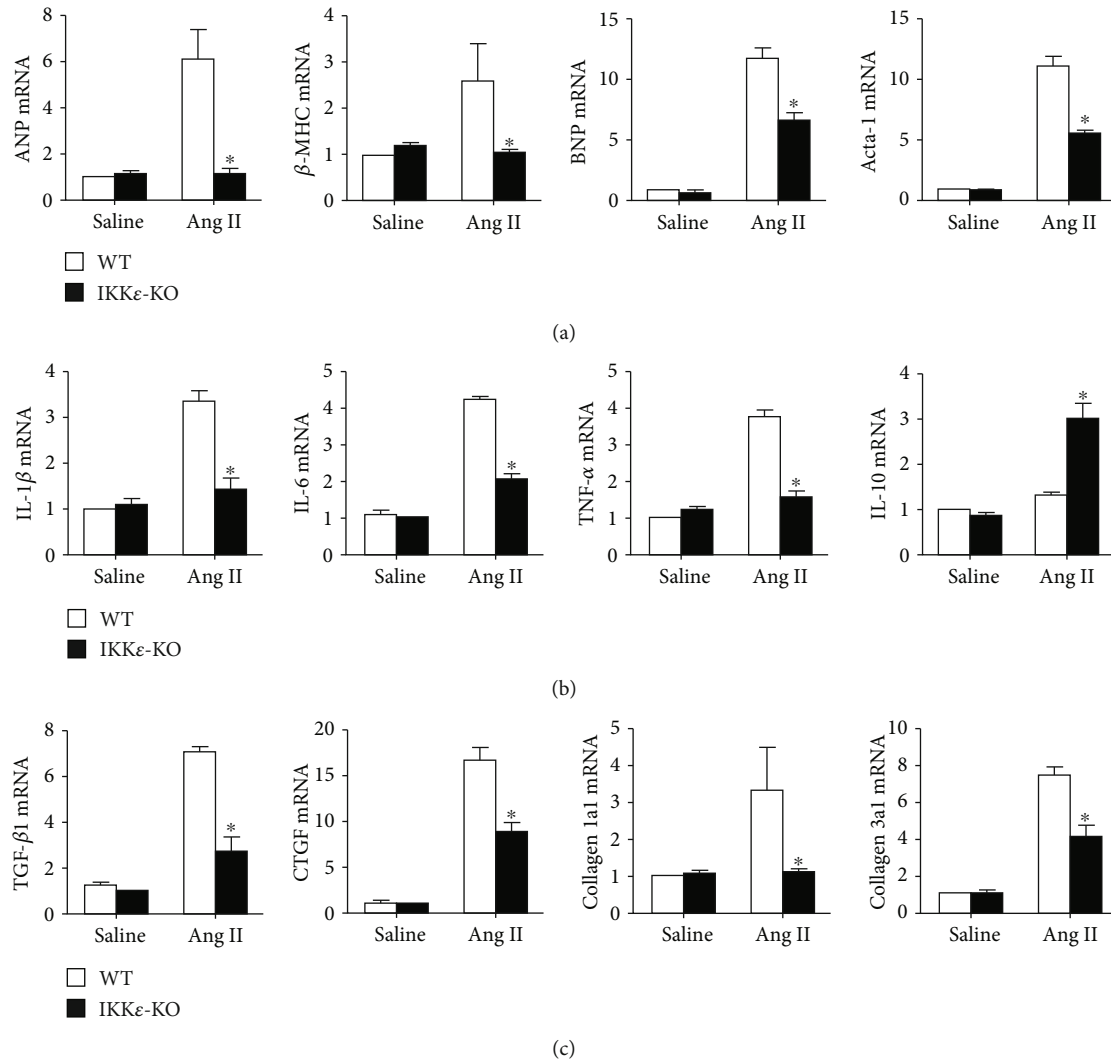 ANP mRNA
8
6
4
2
0
Saline
Ang II
*
β-MHC mRNA
4
3
2
1
0
Saline
Ang II
*
BNP mRNA
15
10
5
0
Saline
Ang II
*
Acta-1 mRNA
15
10
5
0
Saline
Ang II
*
WT
IKKε-KO
(a)
IL-1β mRNA
4
3
2
1
0
Saline
Ang II
*
IL-6 mRNA
5
4
3
2
1
0
Saline
Ang II
*
TNF-α mRNA
5
4
3
2
1
0
Saline
Ang II
*
IL-10 mRNA
4
3
2
1
0
Saline
Ang II
*
WT
IKKε-KO
(b)
TGF-β1 mRNA
8
6
4
2
0
Saline
Ang II
*
CTGF mRNA
20
15
10
5
0
Saline
Ang II
*
Collagen 1a1 mRNA
5
4
3
2
1
0
Saline
Ang II
*
Collagen 3a1 mRNA
10
8
6
4
2
0
Saline
Ang II
*
WT
IKKε-KO
(c)